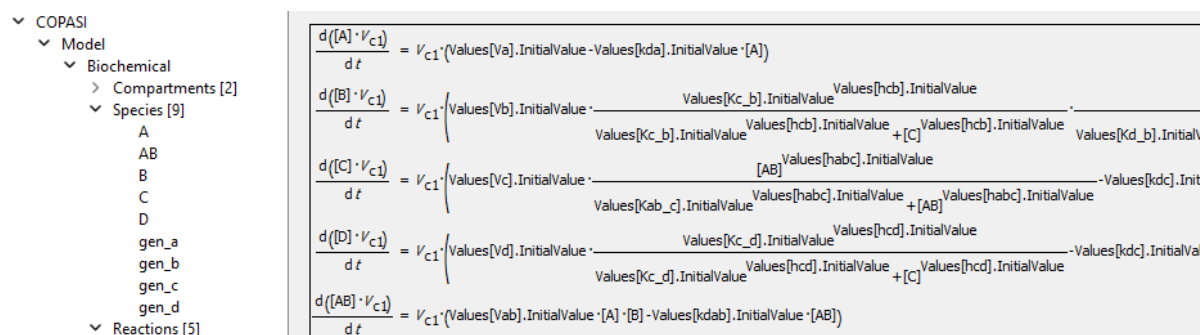 COPASI
Model
Biochemical
Compartments [2]
Species [9]
A
AB
B
C
D
gen_a
gen_b
gen_c
gen_d
Reactions [5]
d([A]·Vc1)/dt = Vc1·(Values[Va].InitialValue-Values[kda].InitialValue·[A])
d([B]·Vc1)/dt = Vc1·(Values[Vb].InitialValue·Values[Kc_b].InitialValue^Values[hcb].InitialValue/(Values[Kc_b].InitialValue^Values[hcb].InitialValue+[C]^Values[hcb].InitialValue)·/Values[Kd_b].Initial
d([C]·Vc1)/dt = Vc1·(Values[Vc].InitialValue·[AB]^Values[habc].InitialValue/(Values[Kab_c].InitialValue^Values[habc].InitialValue+[AB]^Values[habc].InitialValue)-Values[kdc].Init
d([D]·Vc1)/dt = Vc1·(Values[Vd].InitialValue·Values[Kc_d].InitialValue^Values[hcd].InitialValue/(Values[Kc_d].InitialValue^Values[hcd].InitialValue+[C]^Values[hcd].InitialValue)-Values[kdc].InitialVa
d([AB]·Vc1)/dt = Vc1·(Values[Vab].InitialValue·[A]·[B]-Values[kdab].InitialValue·[AB])